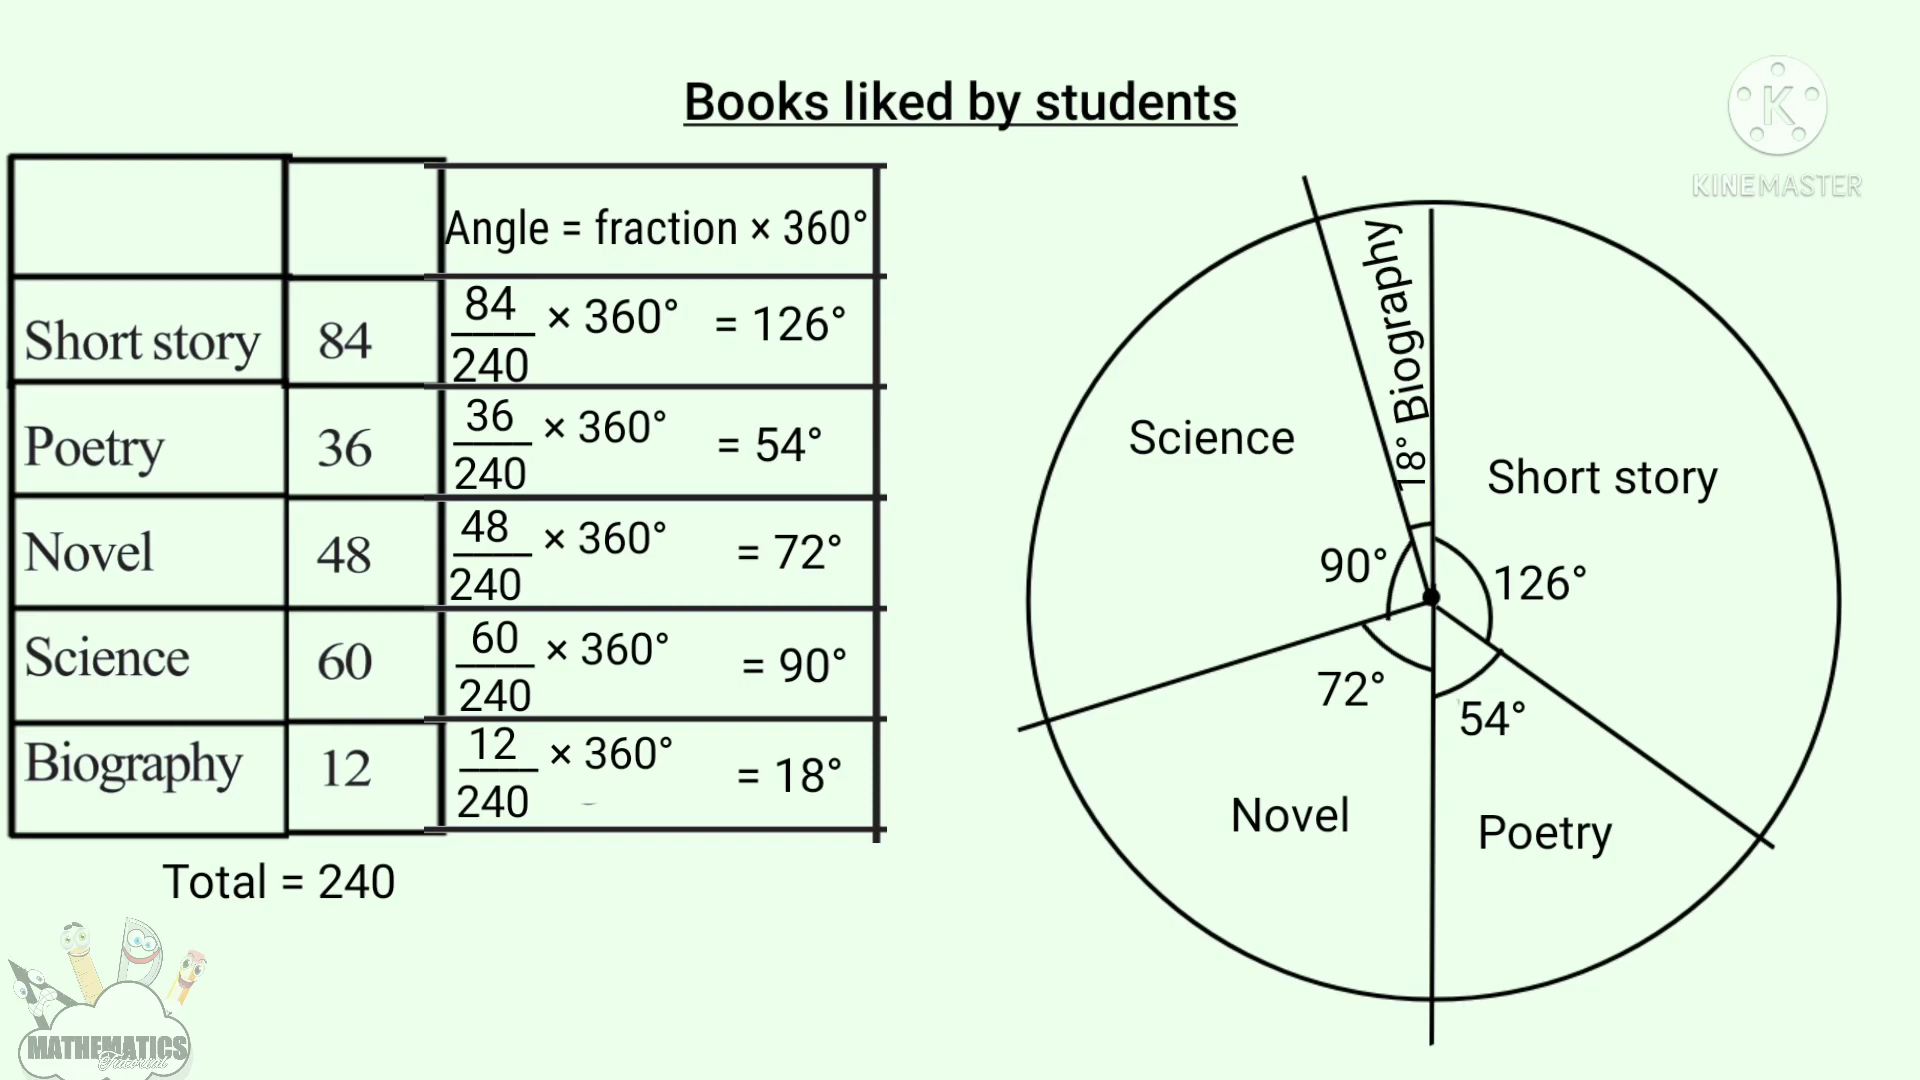 Books liked by students
KINEMASTER
K
Angle = fraction × 360°
Short story 84 84/240 × 360° = 126°
Poetry 36 36/240 × 360° = 54°
Novel 48 48/240 × 360° = 72°
Science 60 60/240 × 360° = 90°
Biography 12 12/240 × 360° = 18°
Total = 240
18° Biography
Science
Short story
90°
126°
72°
54°
Novel
Poetry
MATHEMATICS
Tutorial